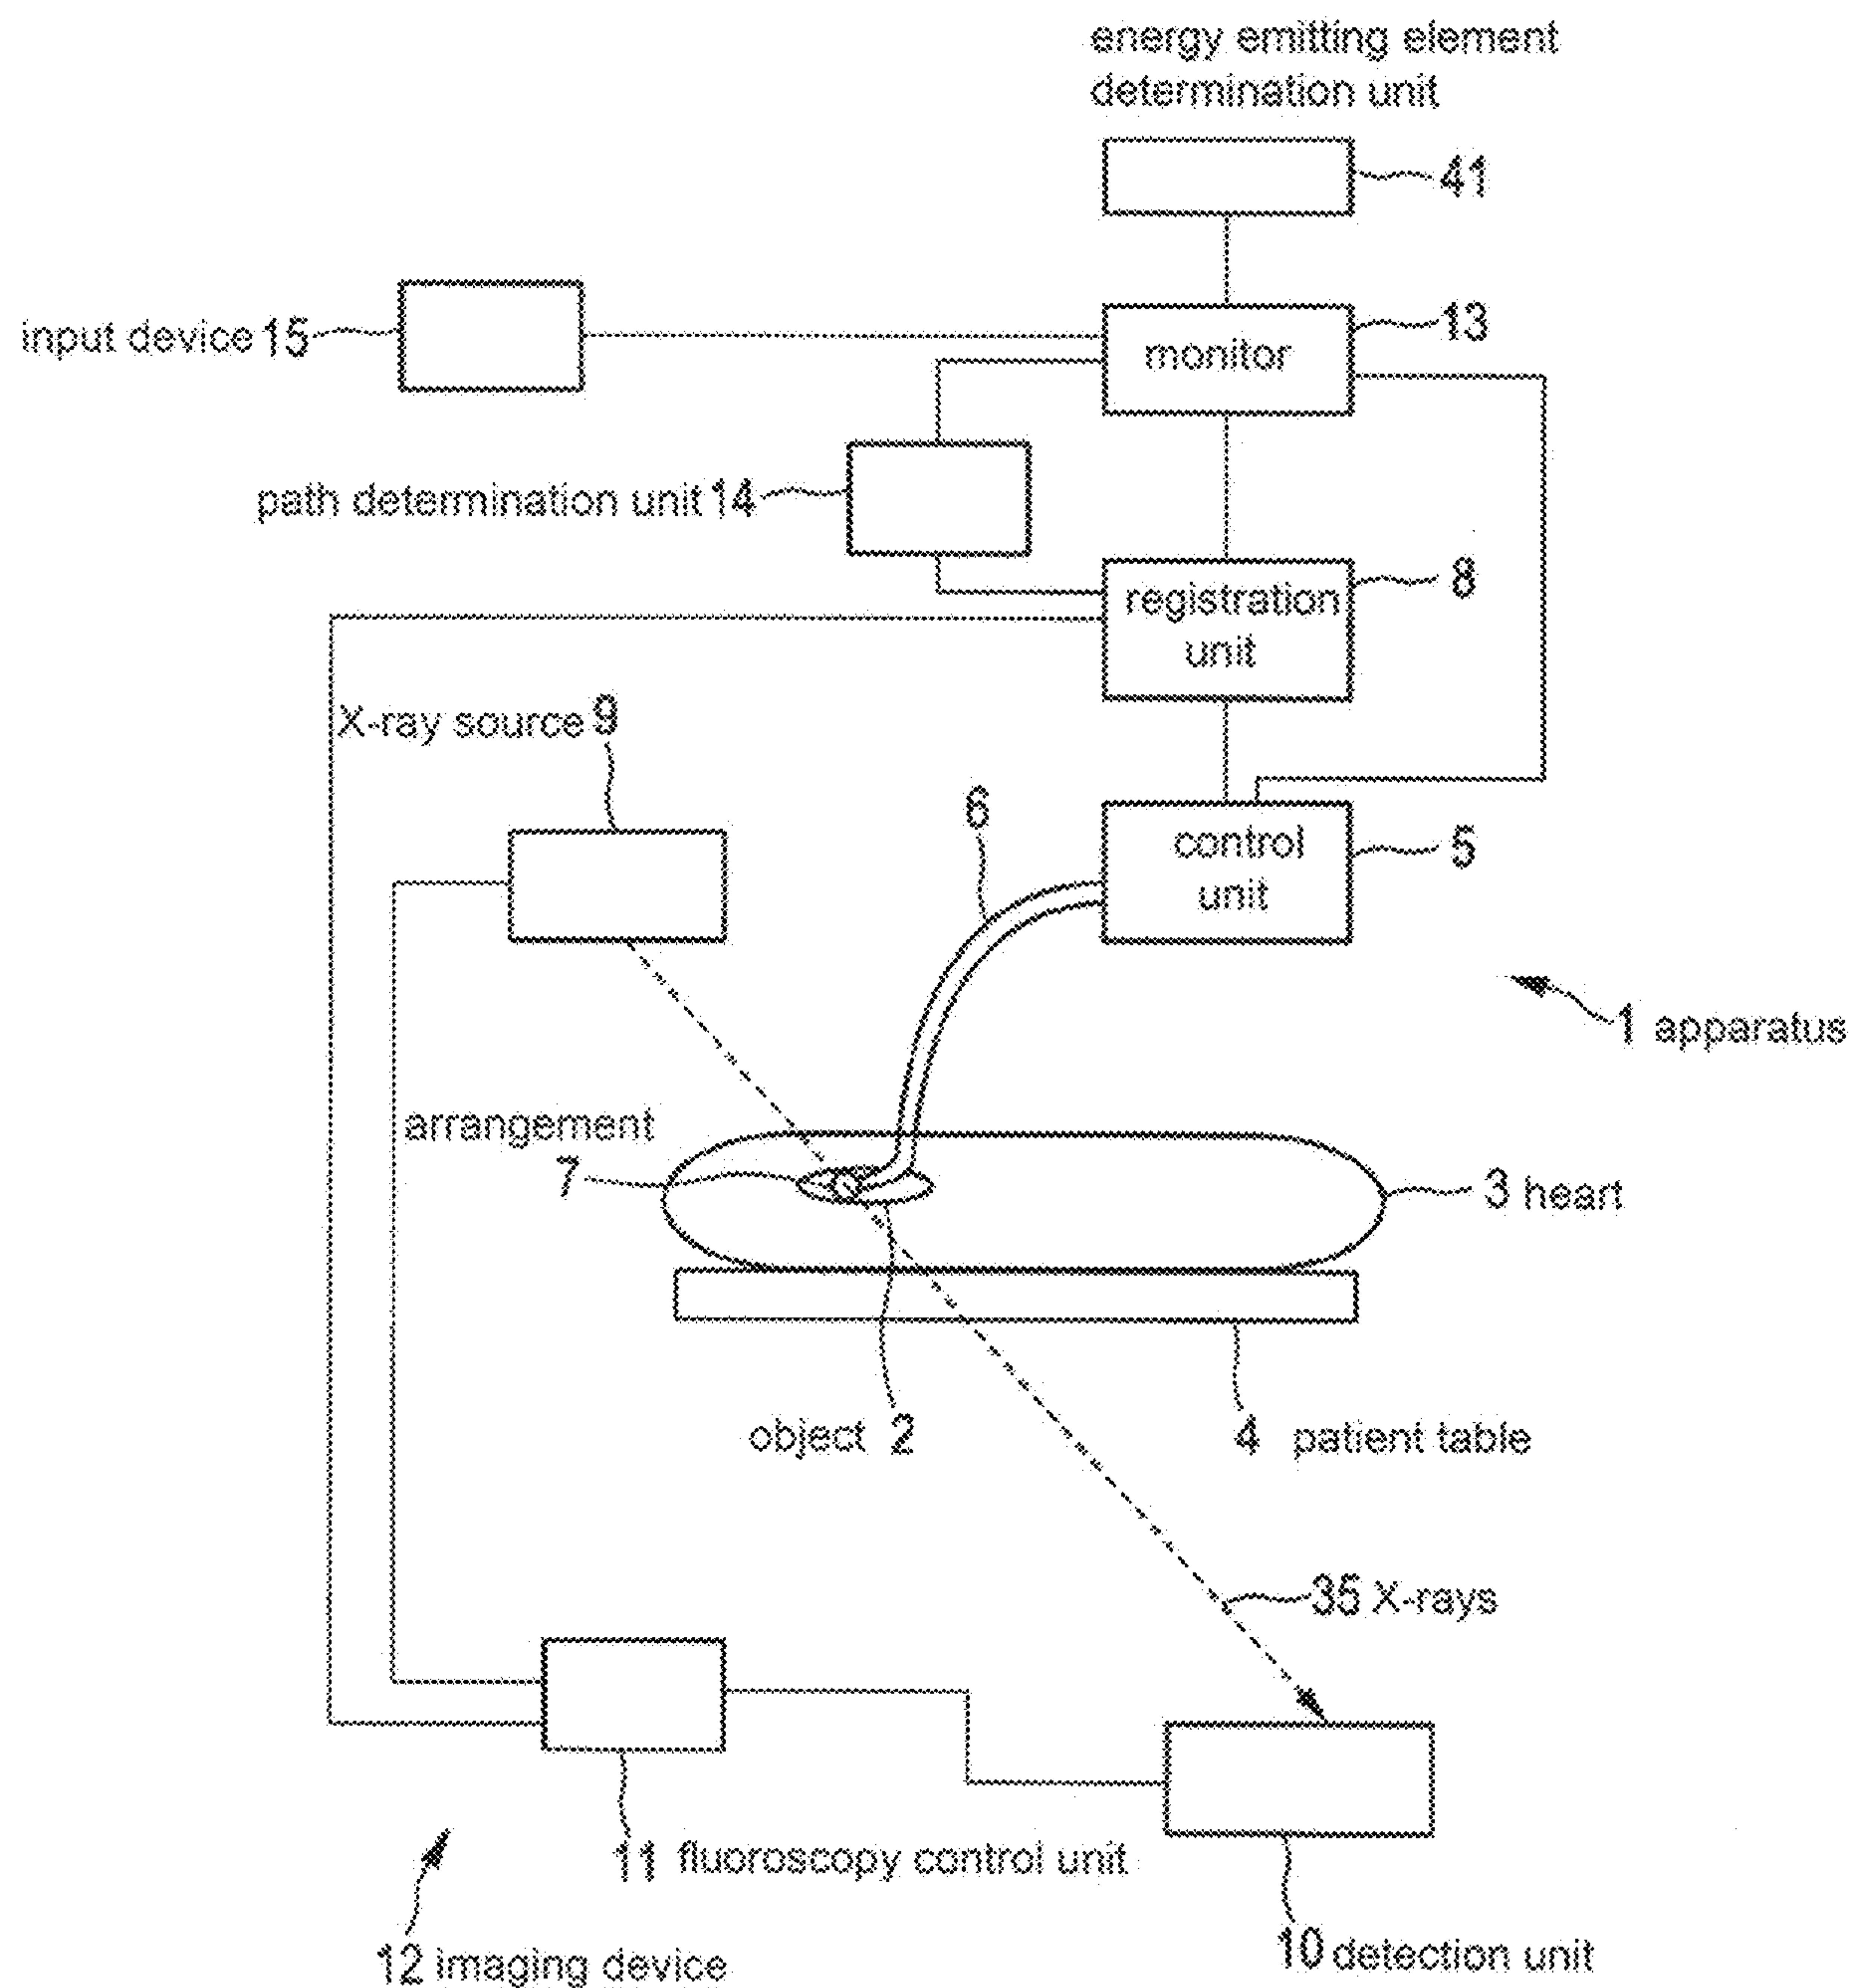 energy emitting element
determination unit
41
input device 15
13
monitor
path determination unit 14
8
registration
unit
X-ray source 9
6
control
unit
5
1 apparatus
arrangement
7
3 heart
object 2
4 patient table
35 X-rays
11 fluoroscopy control unit
12 imaging device
10 detection unit